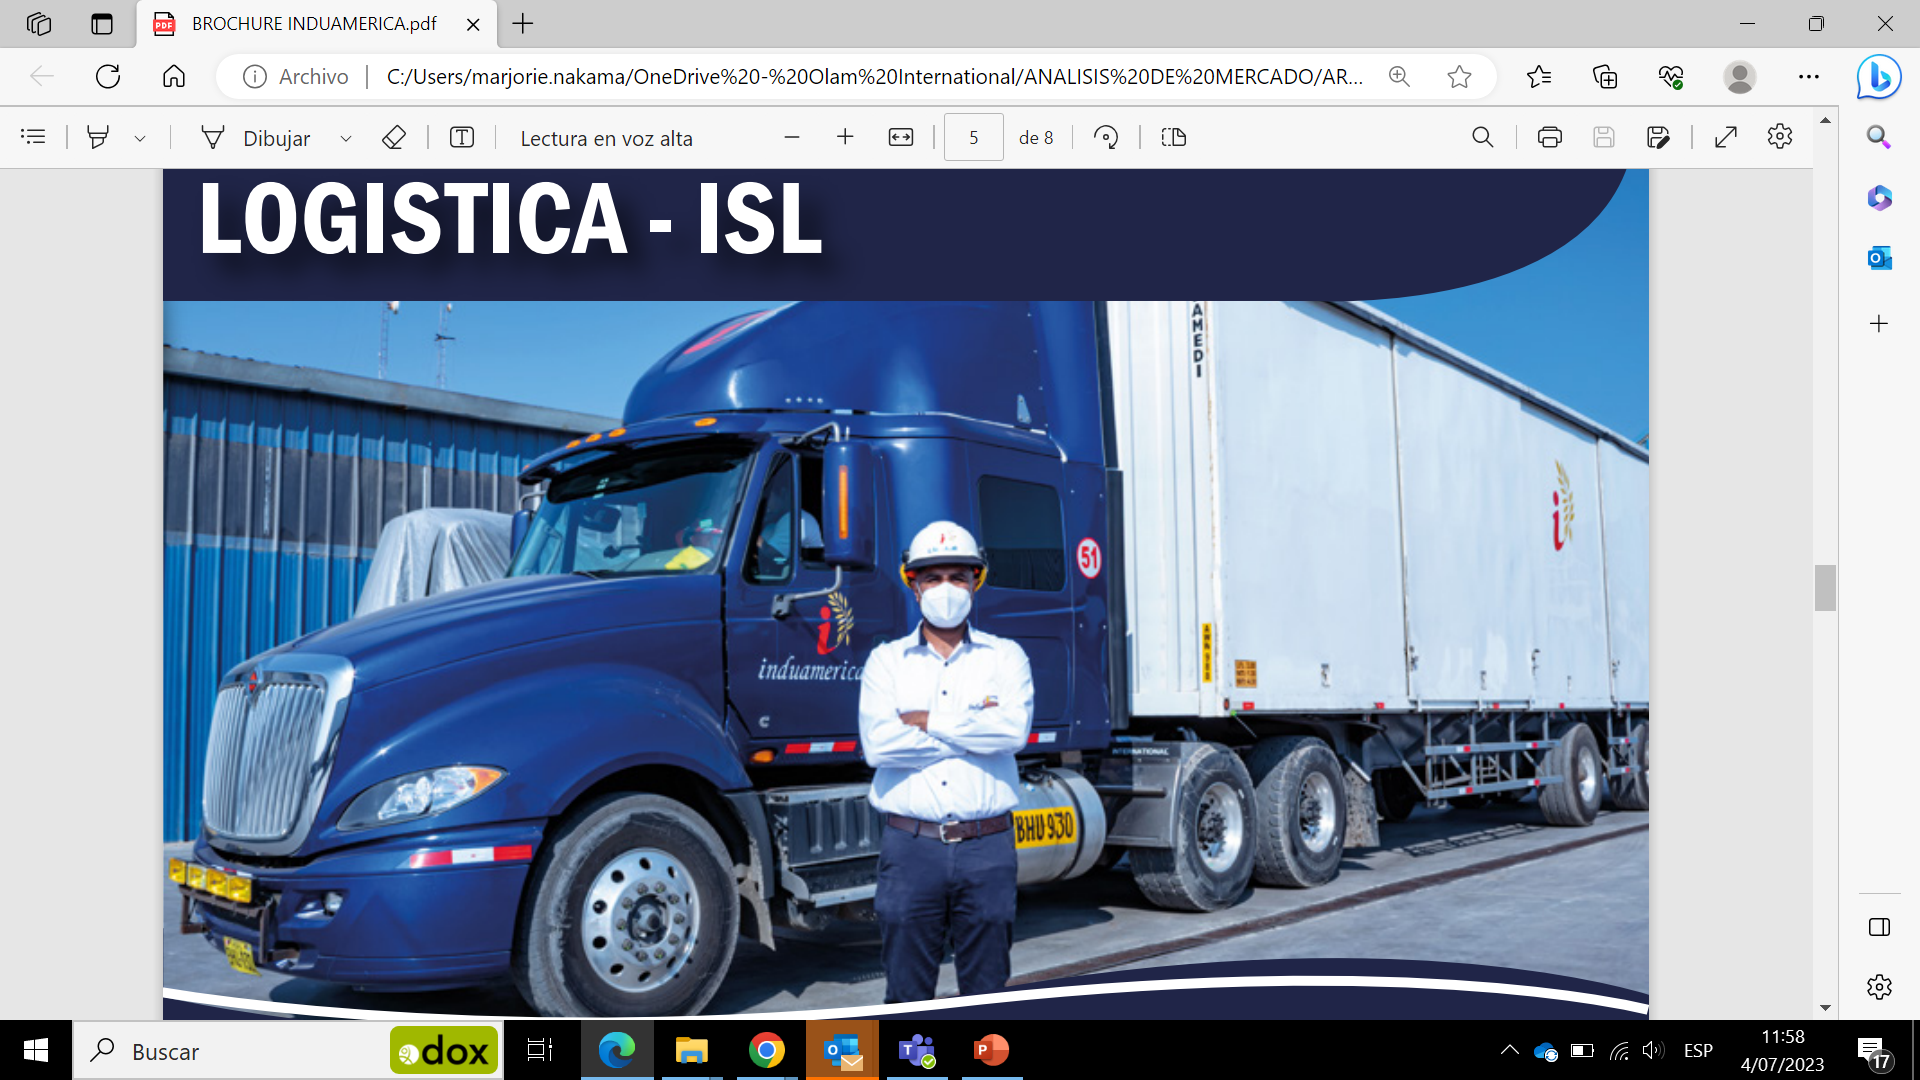 BROCHURE INDUAMERICA.pdf
Archivo
C:/Users/marjorie.nakama/OneDrive%20-%20Olam%20International/ANALISIS%20DE%20MERCADO/AR...
Dibujar
Lectura en voz alta
5
de 8
LOGISTICA - ISL
AMEDI
51
induamerica
C
INTERNATIONAL
BHU 930
Buscar
dox
ESP
11:58
4/07/2023
17